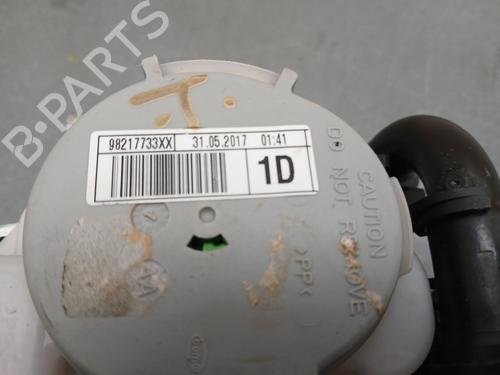 B-PARTS
T.
98217733XX 31.05.2017 01:41
1D
CAUTION
DO NOT REMOVE
>PP<